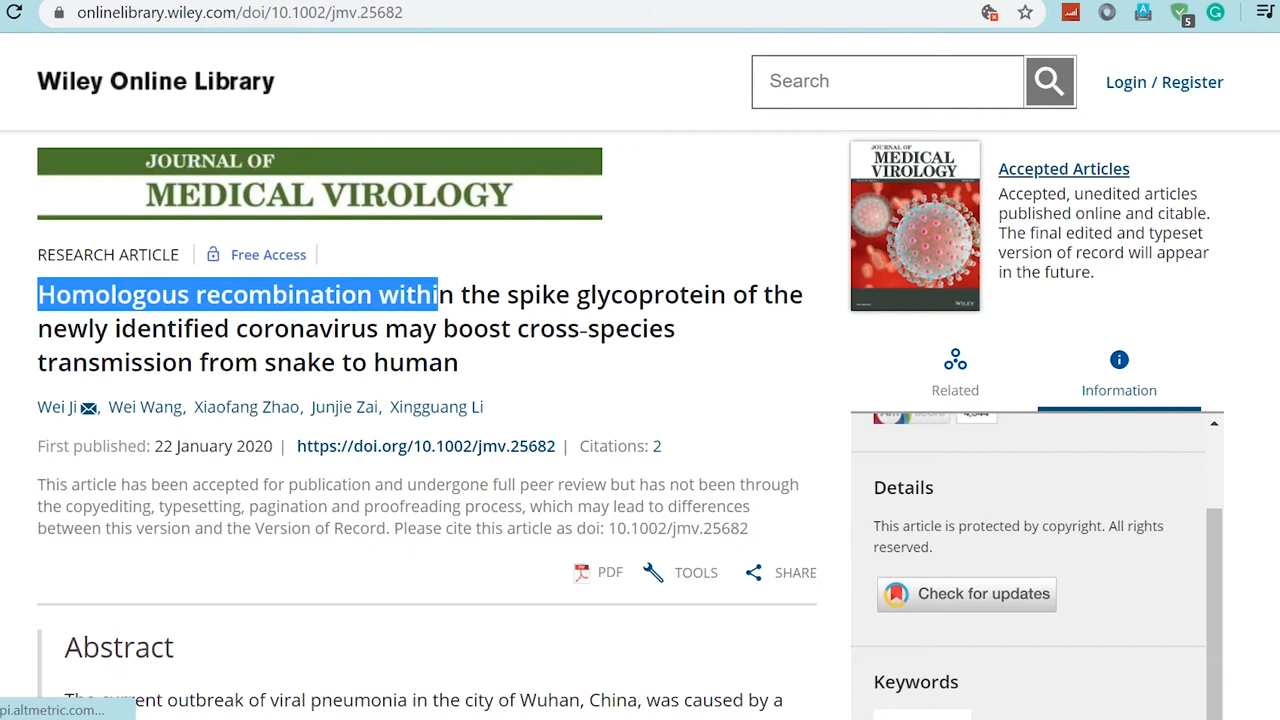 onlinelibrary.wiley.com/doi/10.1002/jmv.25682
5
Wiley Online Library
Search
Login / Register
JOURNAL OF
MEDICAL VIROLOGY
JOURNAL OF
MEDICAL
VIROLOGY
WILEY
Accepted Articles
Accepted, unedited articles
published online and citable.
The final edited and typeset
version of record will appear
in the future.
RESEARCH ARTICLE
Free Access
Homologous recombination within the spike glycoprotein of the
newly identified coronavirus may boost cross-species
transmission from snake to human
Wei Ji, Wei Wang, Xiaofang Zhao, Junjie Zai, Xingguang Li
First published: 22 January 2020 | https://doi.org/10.1002/jmv.25682 | Citations: 2
This article has been accepted for publication and undergone full peer review but has not been through
the copyediting, typesetting, pagination and proofreading process, which may lead to differences
between this version and the Version of Record. Please cite this article as doi: 10.1002/jmv.25682
PDF TOOLS SHARE
Abstract
The current outbreak of viral pneumonia in the city of Wuhan, China, was caused by a
pi.altmetric.com...
Related
Information
Details
This article is protected by copyright. All rights
reserved.
Check for updates
Keywords